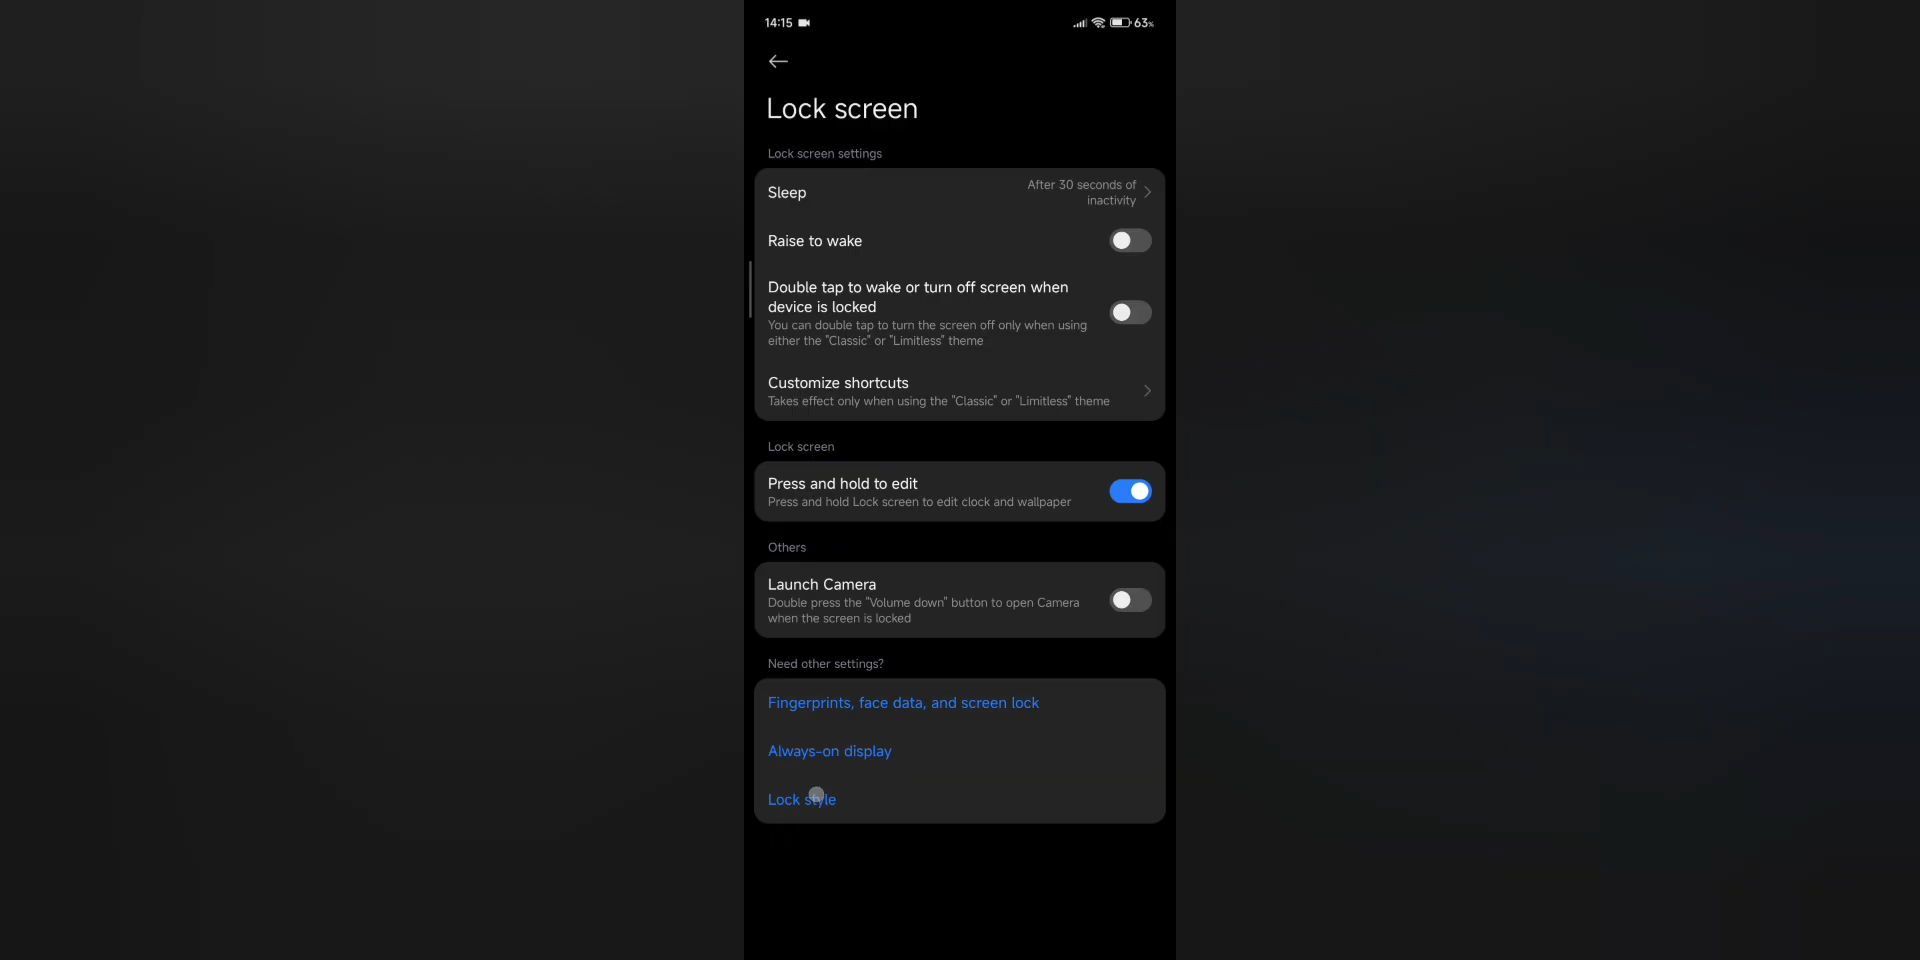 14:15 63%
Lock screen
Lock screen settings
Sleep
After 30 seconds of
inactivity
Raise to wake
Double tap to wake or turn off screen when
device is locked
You can double tap to turn the screen off only when using
either the "Classic" or "Limitless" theme
Customize shortcuts
Takes effect only when using the "Classic" or "Limitless" theme
Lock screen
Press and hold to edit
Press and hold Lock screen to edit clock and wallpaper
Others
Launch Camera
Double press the "Volume down" button to open Camera
when the screen is locked
Need other settings?
Fingerprints, face data, and screen lock
Always-on display
Lock style